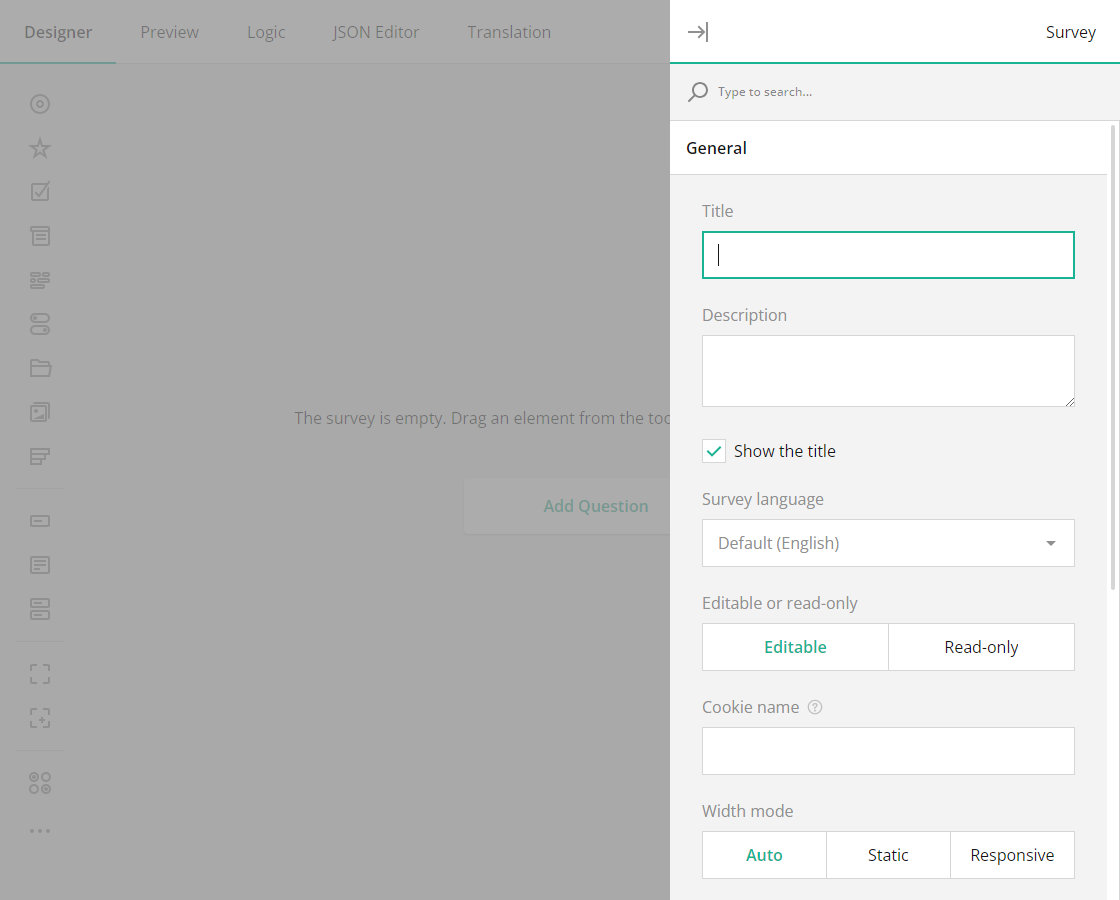 Designer Preview Logic JSON Editor Translation
Survey
Type to search...
General
Title
Description
The survey is empty. Drag an element from the
Show the title
Survey language
Add Question
Default (English)
Editable or read-only
Editable Read-only
Cookie name ?
Width mode
Auto Static Responsive